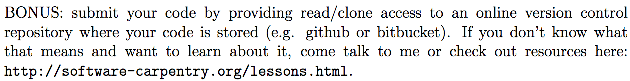 BONUS: submit your code by providing read/clone access to an online version control
repository where your code is stored (e.g. github or bitbucket). If you don't know what
that means and want to learn about it, come talk to me or check out resources here:
http://software-carpentry.org/lessons.html.